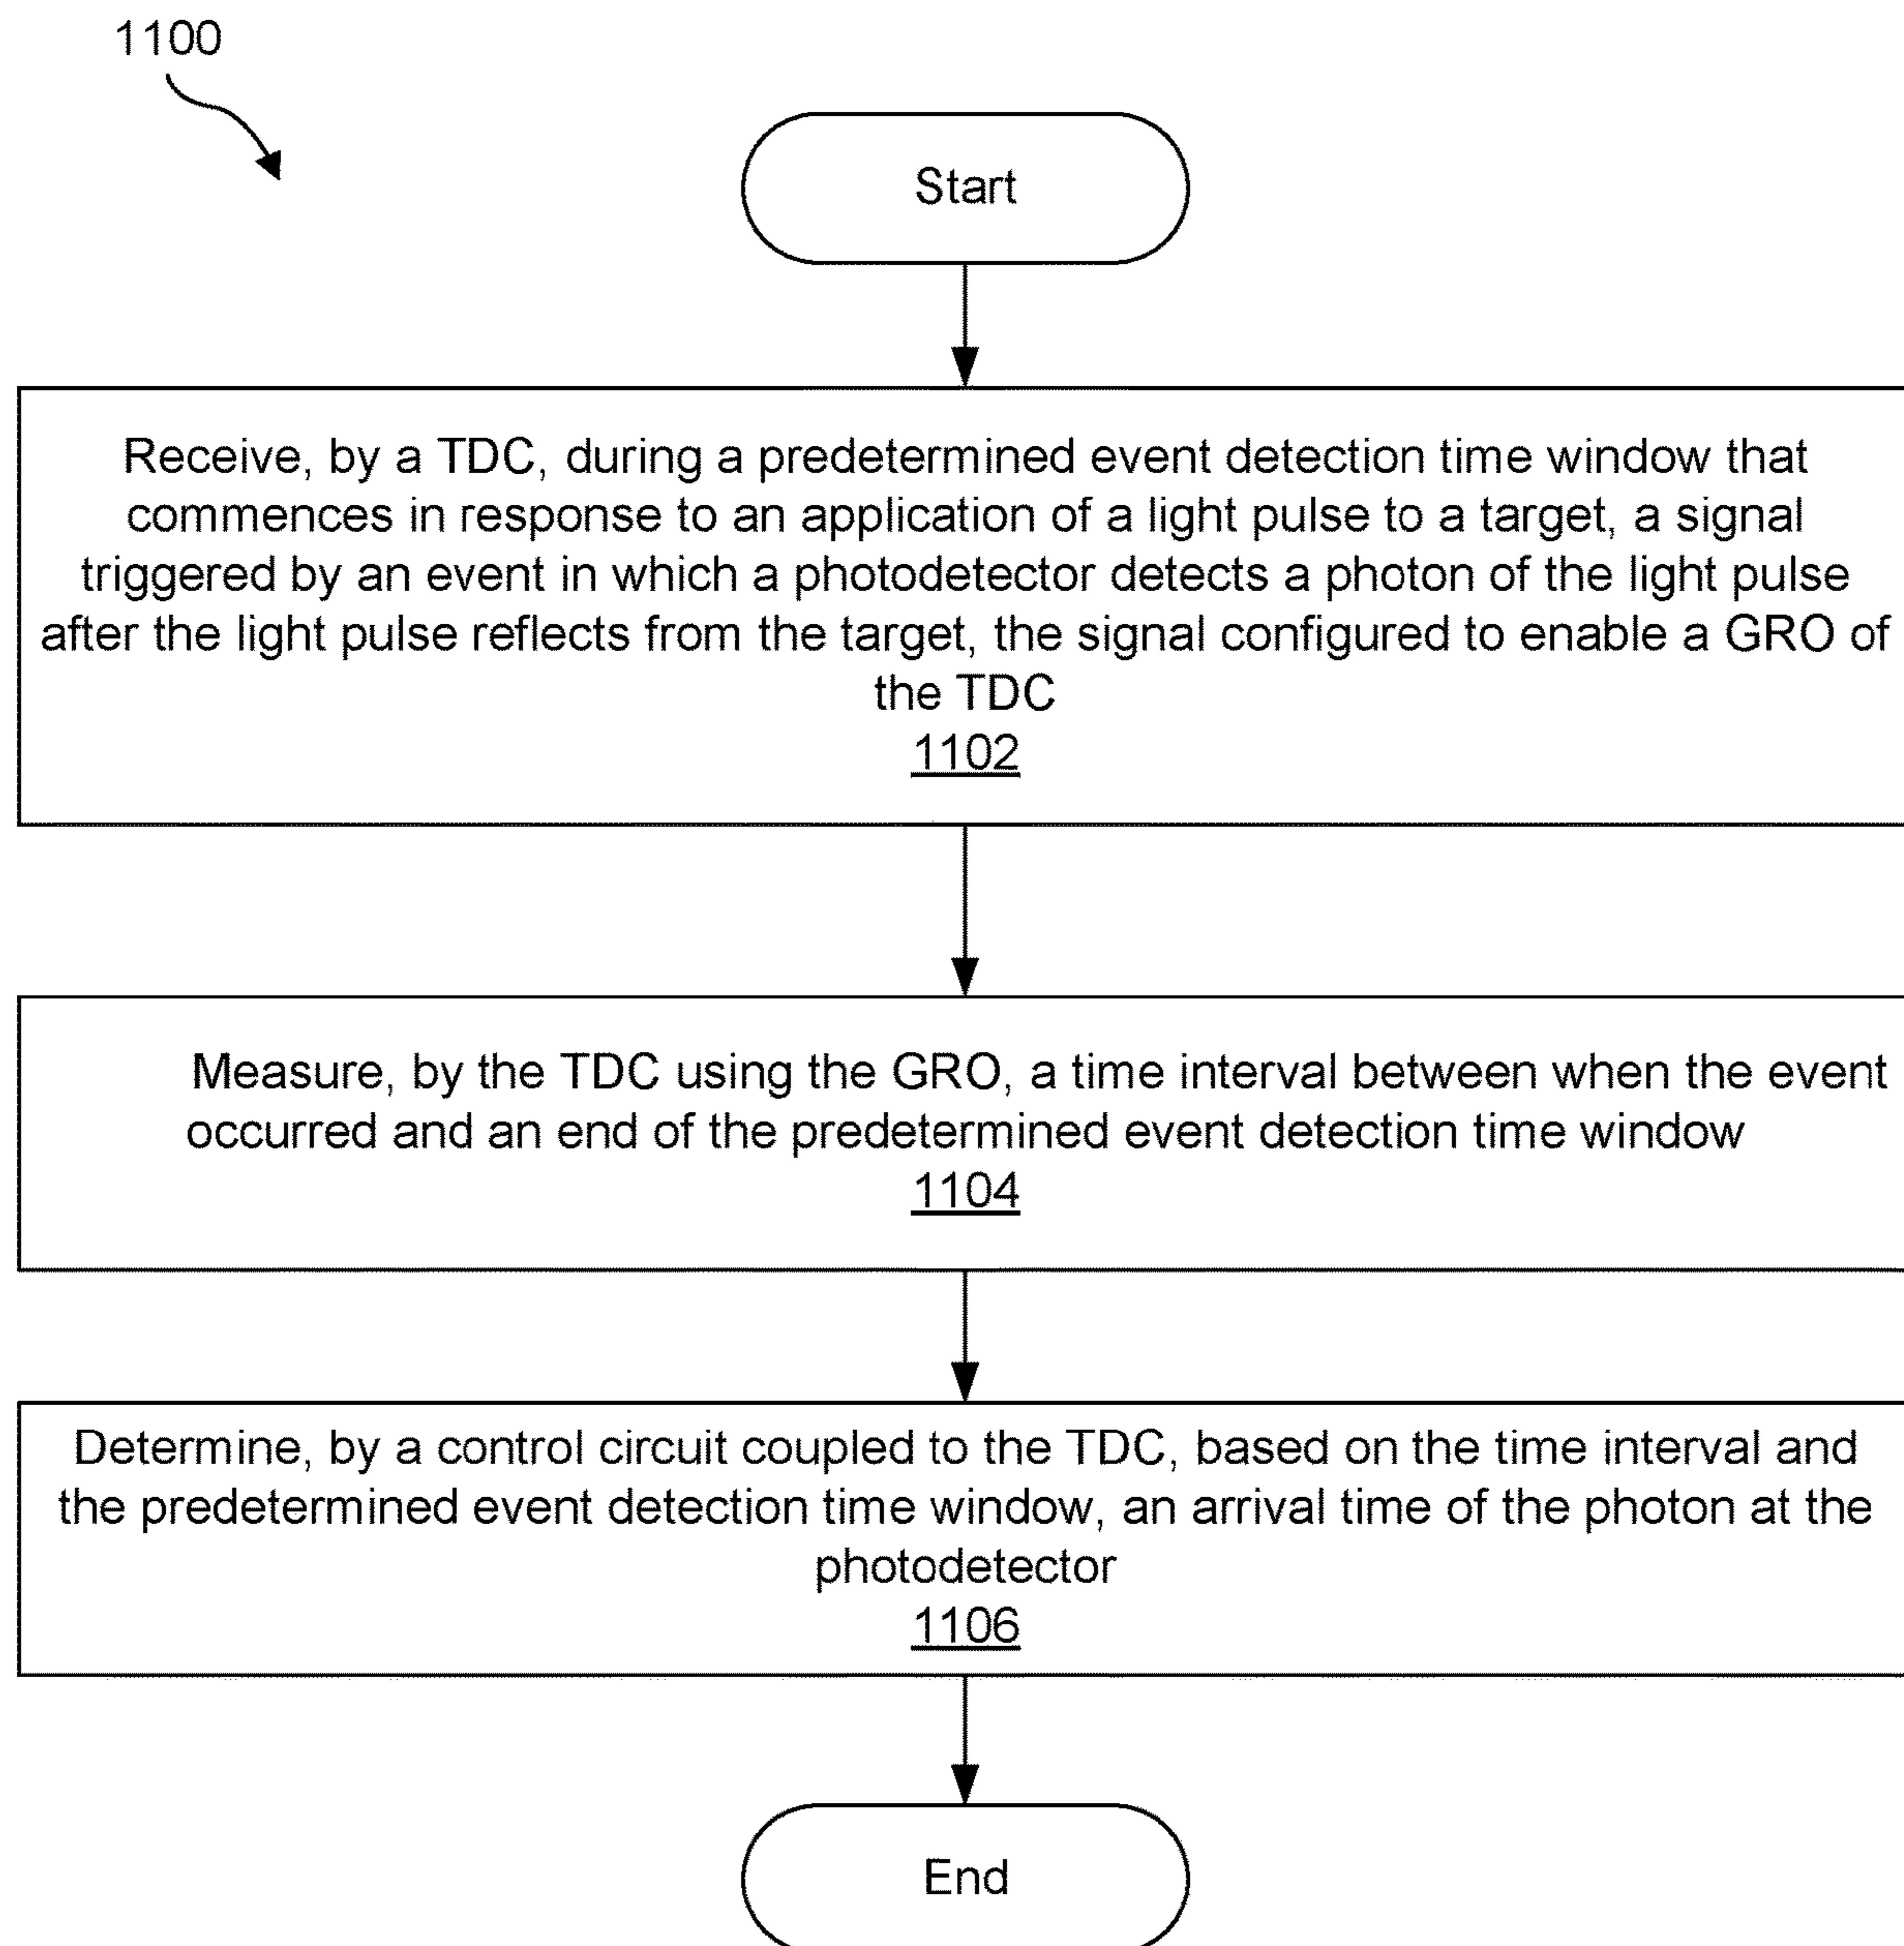 1100
Start
Receive, by a TDC, during a predetermined event detection time window that
commences in response to an application of a light pulse to a target, a signal
triggered by an event in which a photodetector detects a photon of the light pulse
after the light pulse reflects from the target, the signal configured to enable a GRO of
the TDC
1102
Measure, by the TDC using the GRO, a time interval between when the event
occurred and an end of the predetermined event detection time window
1104
Determine, by a control circuit coupled to the TDC, based on the time interval and
the predetermined event detection time window, an arrival time of the photon at the
photodetector
1106
End